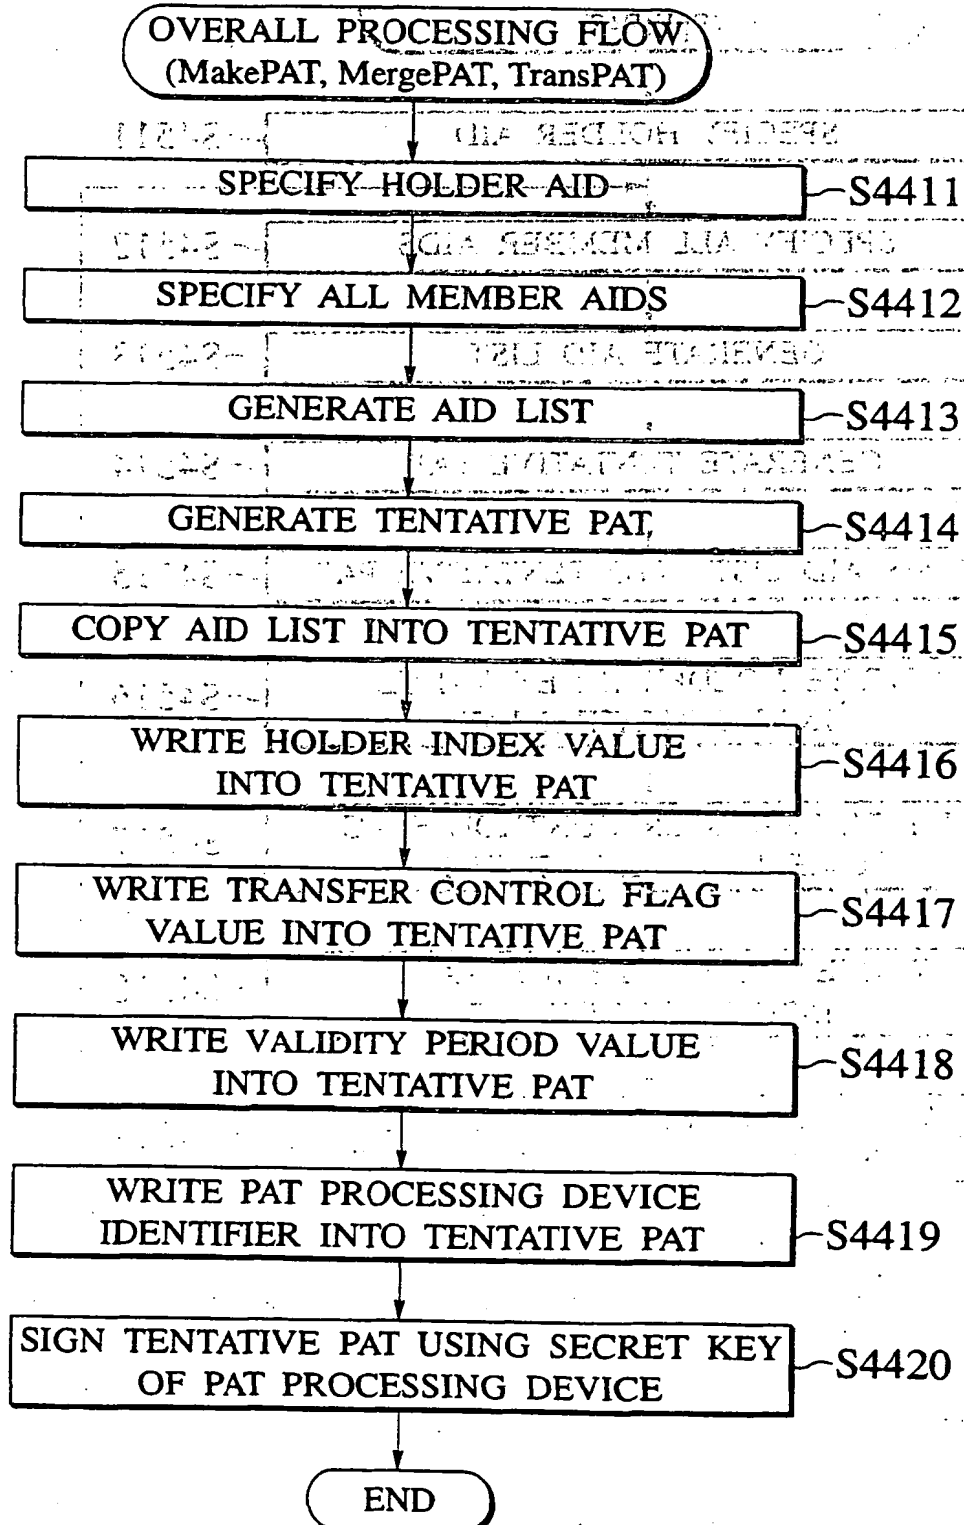 OVERALL PROCESSING FLOW
(MakePAT, MergePAT, TransPAT)
SPECIFY HOLDER AID
S4411
SPECIFY ALL MEMBER AIDS
S4412
GENERATE AID LIST
S4413
GENERATE TENTATIVE PAT
S4414
COPY AID LIST INTO TENTATIVE PAT
S4415
WRITE HOLDER INDEX VALUE
INTO TENTATIVE PAT
S4416
WRITE TRANSFER CONTROL FLAG
VALUE INTO TENTATIVE PAT
S4417
WRITE VALIDITY PERIOD VALUE
INTO TENTATIVE PAT
S4418
WRITE PAT PROCESSING DEVICE
IDENTIFIER INTO TENTATIVE PAT
S4419
SIGN TENTATIVE PAT USING SECRET KEY
OF PAT PROCESSING DEVICE
S4420
END